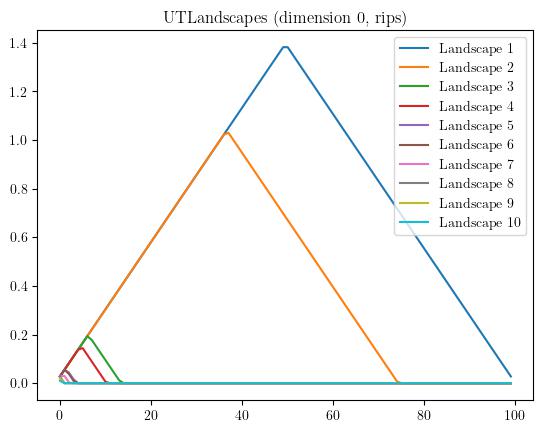 UTLandscapes (dimension 0, rips)
1.4
1.2
1.0
0.8
0.6
0.4
0.2
0.0
0 20 40 60 80 100
Landscape 1
Landscape 2
Landscape 3
Landscape 4
Landscape 5
Landscape 6
Landscape 7
Landscape 8
Landscape 9
Landscape 10